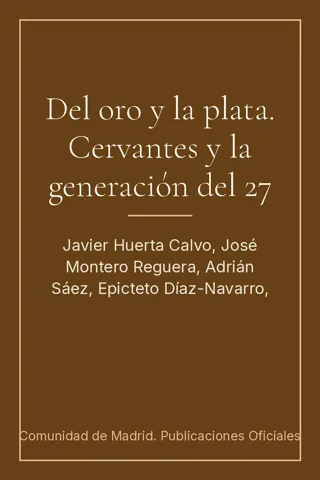 Del oro y la plata.
Cervantes y la
generación del 27
Javier Huerta Calvo, José
Montero Reguera, Adrián
Sáez, Epicteto Díaz-Navarro,
Comunidad de Madrid. Publicaciones Oficiales